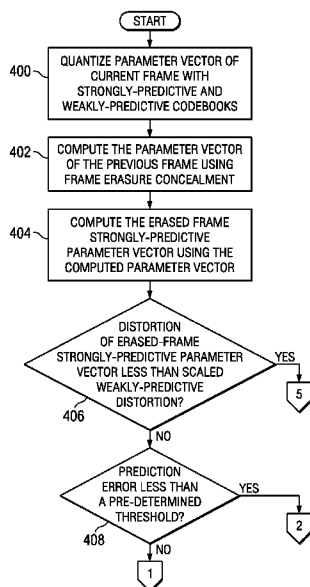 START
400
QUANTIZE PARAMETER VECTOR OF
CURRENT FRAME WITH
STRONGLY-PREDICTIVE AND
WEAKLY-PREDICTIVE CODEBOOKS
402
COMPUTE THE PARAMETER VECTOR
OF THE PREVIOUS FRAME USING
FRAME ERASURE CONCEALMENT
404
COMPUTE THE ERASED FRAME
STRONGLY-PREDICTIVE
PARAMETER VECTOR USING THE
COMPUTED PARAMETER VECTOR
DISTORTION
OF ERASED-FRAME
STRONGLY-PREDICTIVE PARAMETER
VECTOR LESS THAN SCALED
WEAKLY-PREDICTIVE
DISTORTION?
406
YES
5
NO
PREDICTION
ERROR LESS THAN
A PRE-DETERMINED
THRESHOLD?
408
YES
2
NO
1